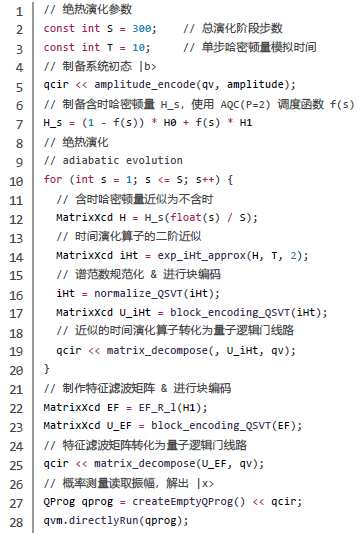 1 // 绝热演化参数
2 const int S = 300; // 总演化阶段步数
3 const int T = 10; // 单步哈密顿量模拟时间
4 // 制备系统初态 |b>
5 qcir << amplitude_encode(qv, amplitude);
6 // 制备含时哈密顿量 H_s，使用 AQC(P=2) 调度函数 f(s)
7 H_s = (1 - f(s)) * H0 + f(s) * H1
8 // 绝热演化
9 // adiabatic evolution
10 for (int s = 1; s <= S; s++) {
11 // 含时哈密顿量近似为不含时
12 MatrixXcd H = H_s(float(s) / S);
13 // 时间演化算子的二阶近似
14 MatrixXcd iHt = exp_iHt_approx(H, T, 2);
15 // 谱范数规范化 & 进行块编码
16 iHt = normalize_QSVT(iHt);
17 MatrixXcd U_iHt = block_encoding_QSVT(iHt);
18 // 近似的时间演化算子转化为量子逻辑门线路
19 qcir << matrix_decompose(, U_iHt, qv);
20 }
21 // 制作特征滤波矩阵 & 进行块编码
22 MatrixXcd EF = EF_R_l(H1);
23 MatrixXcd U_EF = block_encoding_QSVT(EF);
24 // 特征滤波矩阵转化为量子逻辑门线路
25 qcir << matrix_decompose(U_EF, qv);
26 // 概率测量读取振幅，解出 |x>
27 QProg qprog = createEmptyQProg() << qcir;
28 qvm.directlyRun(qprog);